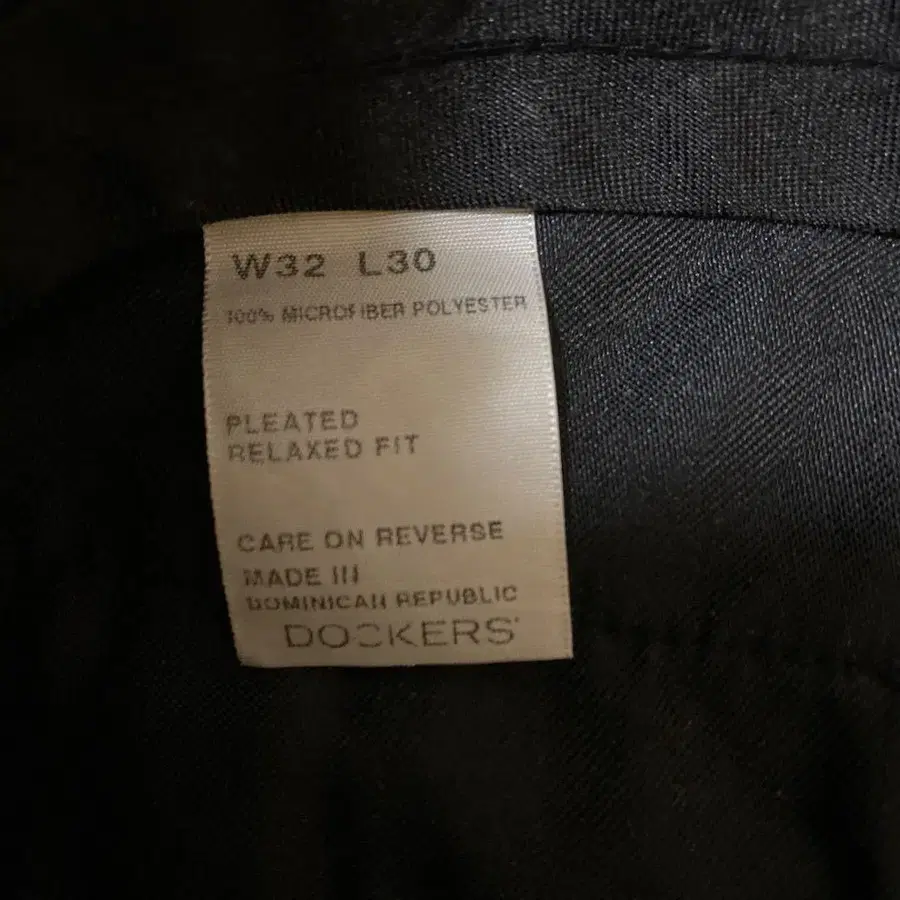 W32 L30
100% MICROFIBER POLYESTER
PLEATED
RELAXED FIT
CARE ON REVERSE
MADE IN
DOMINICAN REPUBLIC
DOCKERS®